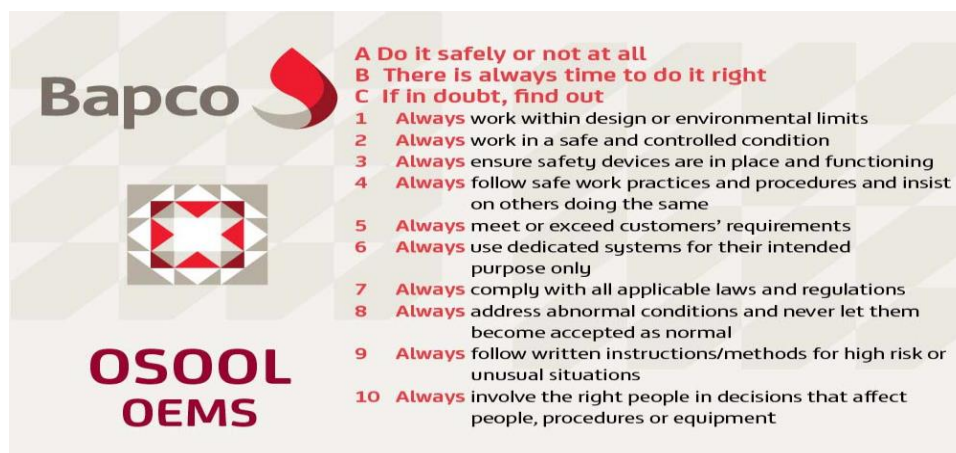 Bapco
OSOOL
OEMS
A Do it safely or not at all
B There is always time to do it right
C If in doubt, find out
1 Always work within design or environmental limits
2 Always work in a safe and controlled condition
3 Always ensure safety devices are in place and functioning
4 Always follow safe work practices and procedures and insist
on others doing the same
5 Always meet or exceed customers' requirements
6 Always use dedicated systems for their intended
purpose only
7 Always comply with all applicable laws and regulations
8 Always address abnormal conditions and never let them
become accepted as normal
9 Always follow written instructions/methods for high risk or
unusual situations
10 Always involve the right people in decisions that affect
people, procedures or equipment